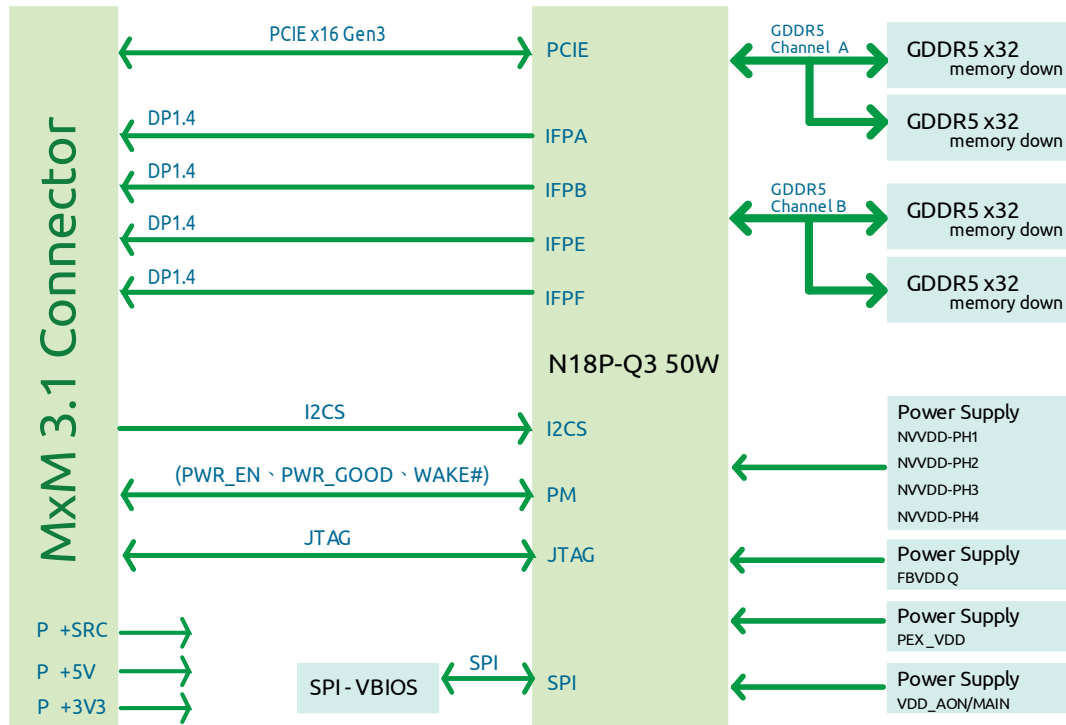 MxM 3.1 Connector
PCIE x16 Gen3
DP1.4
DP1.4
DP1.4
DP1.4
I2CS
(PWR_EN、PWR_GOOD、WAKE#)
JTAG
P +SRC
P +5V
P +3V3
SPI - VBIOS
SPI
PCIE
IFPA
IFPB
IFPE
IFPF
N18P-Q3 50W
I2CS
PM
JTAG
SPI
GDDR5
Channel A
GDDR5 x32
memory down
GDDR5 x32
memory down
GDDR5
Channel B
GDDR5 x32
memory down
GDDR5 x32
memory down
Power Supply
NVVDD-PH1
NVVDD-PH2
NVVDD-PH3
NVVDD-PH4
Power Supply
FBVDDQ
Power Supply
PEX_VDD
Power Supply
VDD_AON/MAIN